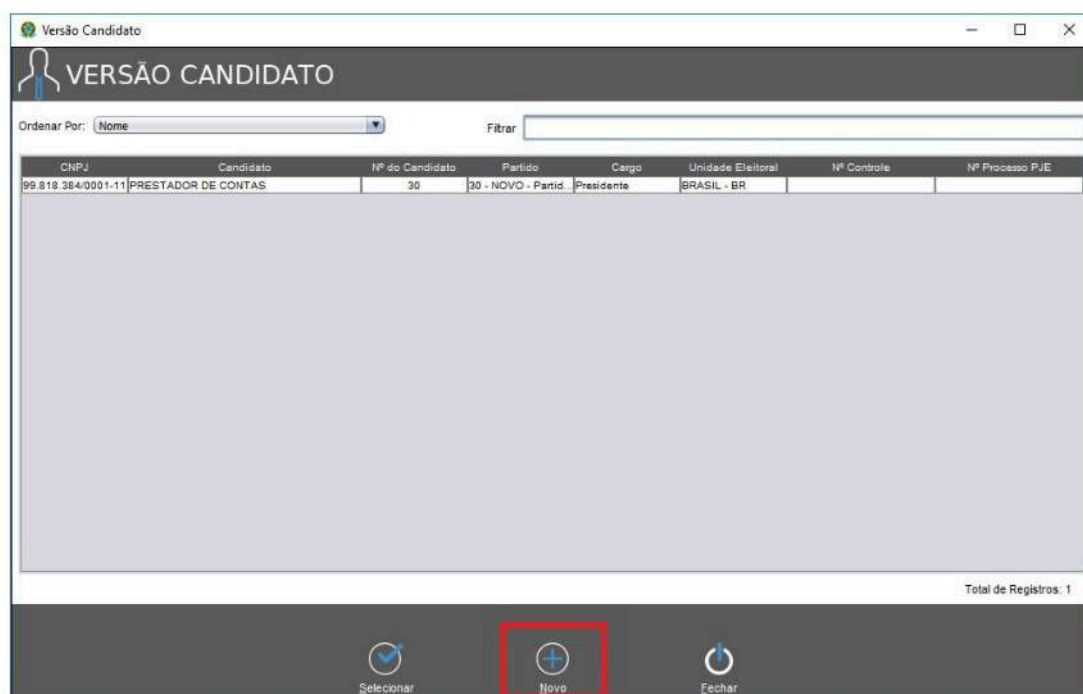 Versão Candidato
VERSÃO CANDIDATO
Ordenar Por: Nome Filtrar
CNPJ Candidato Nº do Candidato Partido Cargo Unidade Eleitoral Nº Controle Nº Processo PJE
99.818.384/0001-11 PRESTADOR DE CONTAS 30 30 - NOVO - Partid... Presidente BRASIL - BR
Total de Registros: 1
Selecionar Novo Fechar